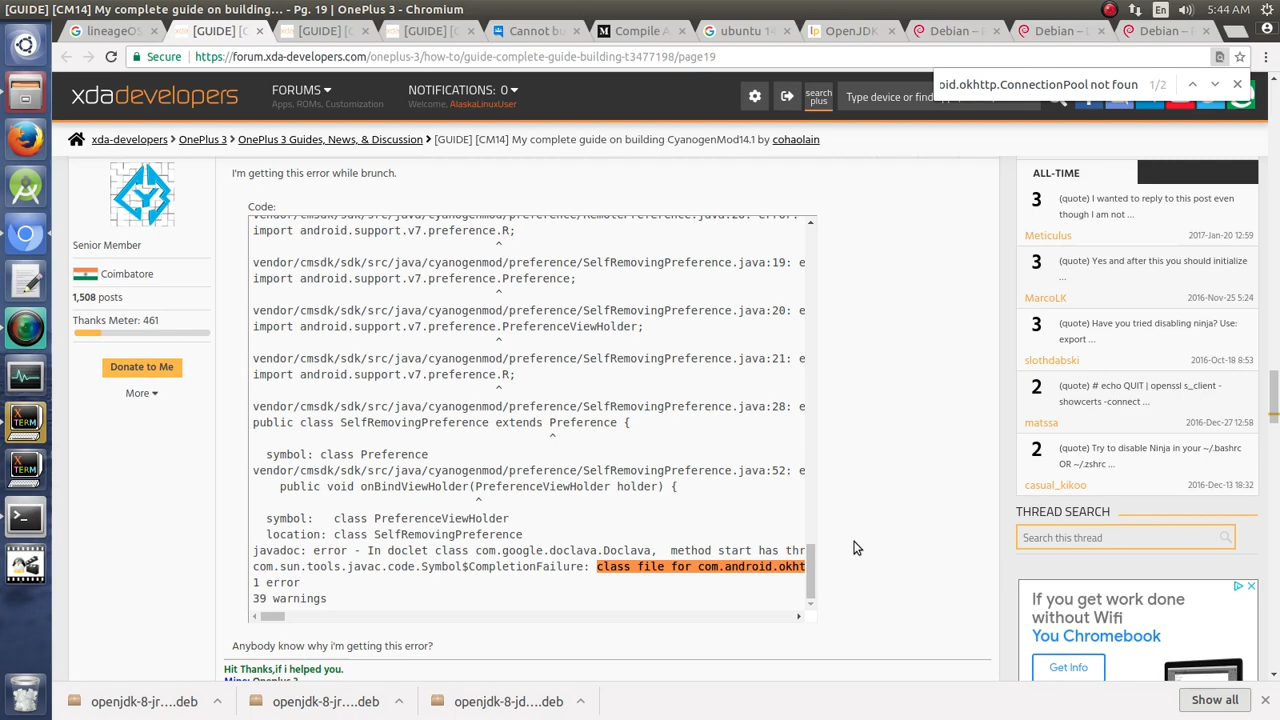 [GUIDE] [CM14] My complete guide on building... - Pg. 19 | OnePlus 3 - Chromium
En
5:44 AM
lineageOS
[GUIDE] [
[GUIDE] [
[GUIDE] [
Cannot b
Compile A
ubuntu 14
OpenJDK
Debian –
Debian –
Debian –
Secure
https://forum.xda-developers.com/oneplus-3/how-to/guide-complete-guide-building-t3477198/page19
oid.okhttp.ConnectionPool not foun
1/2
xdadevelopers
FORUMS
Apps, ROMs, Customization
NOTIFICATIONS: 0
Welcome, AlaskaLinuxUser
search
plus
Type device or
xda-developers
OnePlus 3
OnePlus 3 Guides, News, & Discussion
[GUIDE] [CM14] My complete guide on building CyanogenMod14.1 by cohaolain
Senior Member
Coimbatore
1,508 posts
Thanks Meter: 461
Donate to Me
More
I'm getting this error while brunch.
Code:
import android.support.v7.preference.R;
^
vendor/cmsdk/sdk/src/java/cyanogenmod/preference/SelfRemovingPreference.java:19: e
import android.support.v7.preference.Preference;
^
vendor/cmsdk/sdk/src/java/cyanogenmod/preference/SelfRemovingPreference.java:20: e
import android.support.v7.preference.PreferenceViewHolder;
^
vendor/cmsdk/sdk/src/java/cyanogenmod/preference/SelfRemovingPreference.java:21: e
import android.support.v7.preference.R;
^
vendor/cmsdk/sdk/src/java/cyanogenmod/preference/SelfRemovingPreference.java:28: e
public class SelfRemovingPreference extends Preference {
^
symbol: class Preference
vendor/cmsdk/sdk/src/java/cyanogenmod/preference/SelfRemovingPreference.java:52: e
public void onBindViewHolder(PreferenceViewHolder holder) {
^
symbol:   class PreferenceViewHolder
location: class SelfRemovingPreference
javadoc: error - In doclet class com.google.doclava.Doclava,  method start has thr
com.sun.tools.javac.code.Symbol$CompletionFailure: class file for com.android.okht
1 error
39 warnings
Anybody know why i'm getting this error?
Hit Thanks,if i helped you.
ALL-TIME
3
(quote) I wanted to reply to this post even
though I am not ...
Meticulus
2017-Jan-20 12:59
3
(quote) Yes and after this you should initialize
...
MarcoLK
2016-Nov-25 5:24
3
(quote) Have you tried disabling ninja? Use:
export ...
slothdabski
2016-Oct-18 8:53
2
(quote) # echo QUIT | openssl s_client -
showcerts -connect ...
matssa
2016-Dec-27 12:58
2
(quote) Try to disable Ninja in your ~/.bashrc
OR ~/.zshrc ...
casual_kikoo
2016-Dec-13 18:32
THREAD SEARCH
Search this thread
If you get work done
without Wifi
You Chromebook
Get Info
X
TERM
X
TERM
openjdk-8-jr....deb
openjdk-8-jr....deb
openjdk-8-jd....deb
Show all